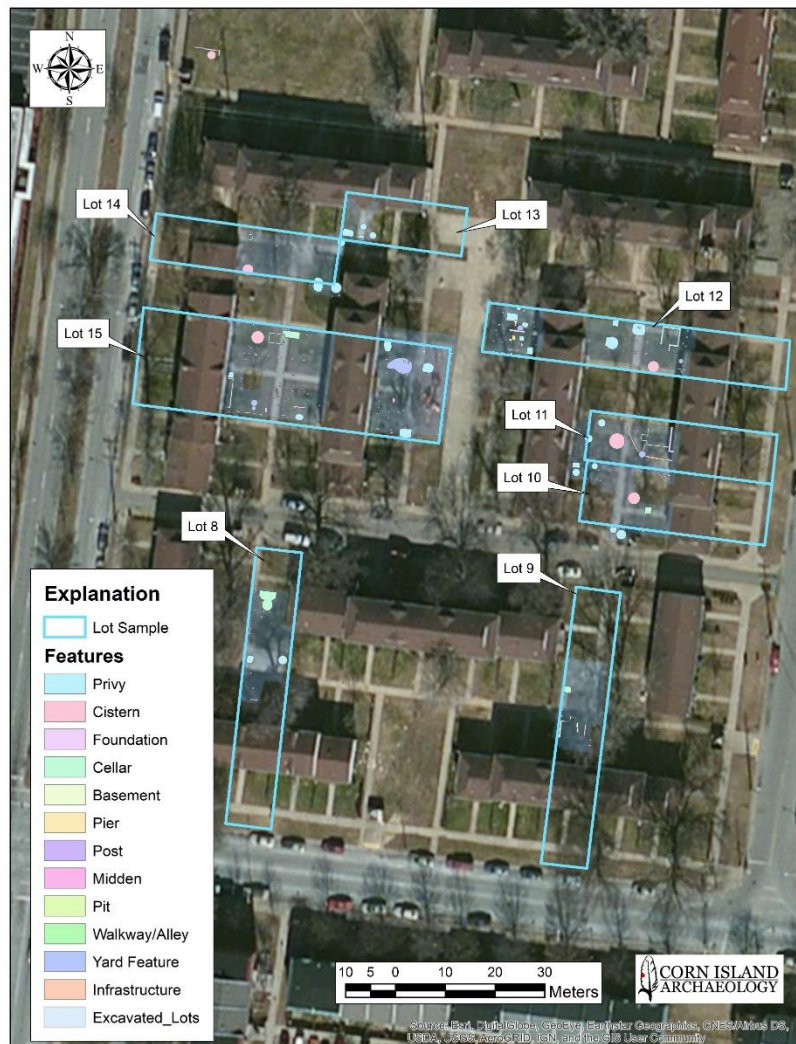 N
W E
S
Lot 14
Lot 13
Lot 12
Lot 15
Lot 11
Lot 10
Lot 8
Lot 9
Explanation
Lot Sample
Features
Privy
Cistern
Foundation
Cellar
Basement
Pier
Post
Midden
Pit
Walkway/Alley
Yard Feature
Infrastructure
Excavated_Lots
10 5 0 10 20 30
Meters
CORN ISLAND
ARCHAEOLOGY
Source: Esri, DigitalGlobe, GeoEye, Earthstar Geographics, CNES/Airbus DS,
USDA, USGS, AeroGRID, IGN, and the GIS User Community